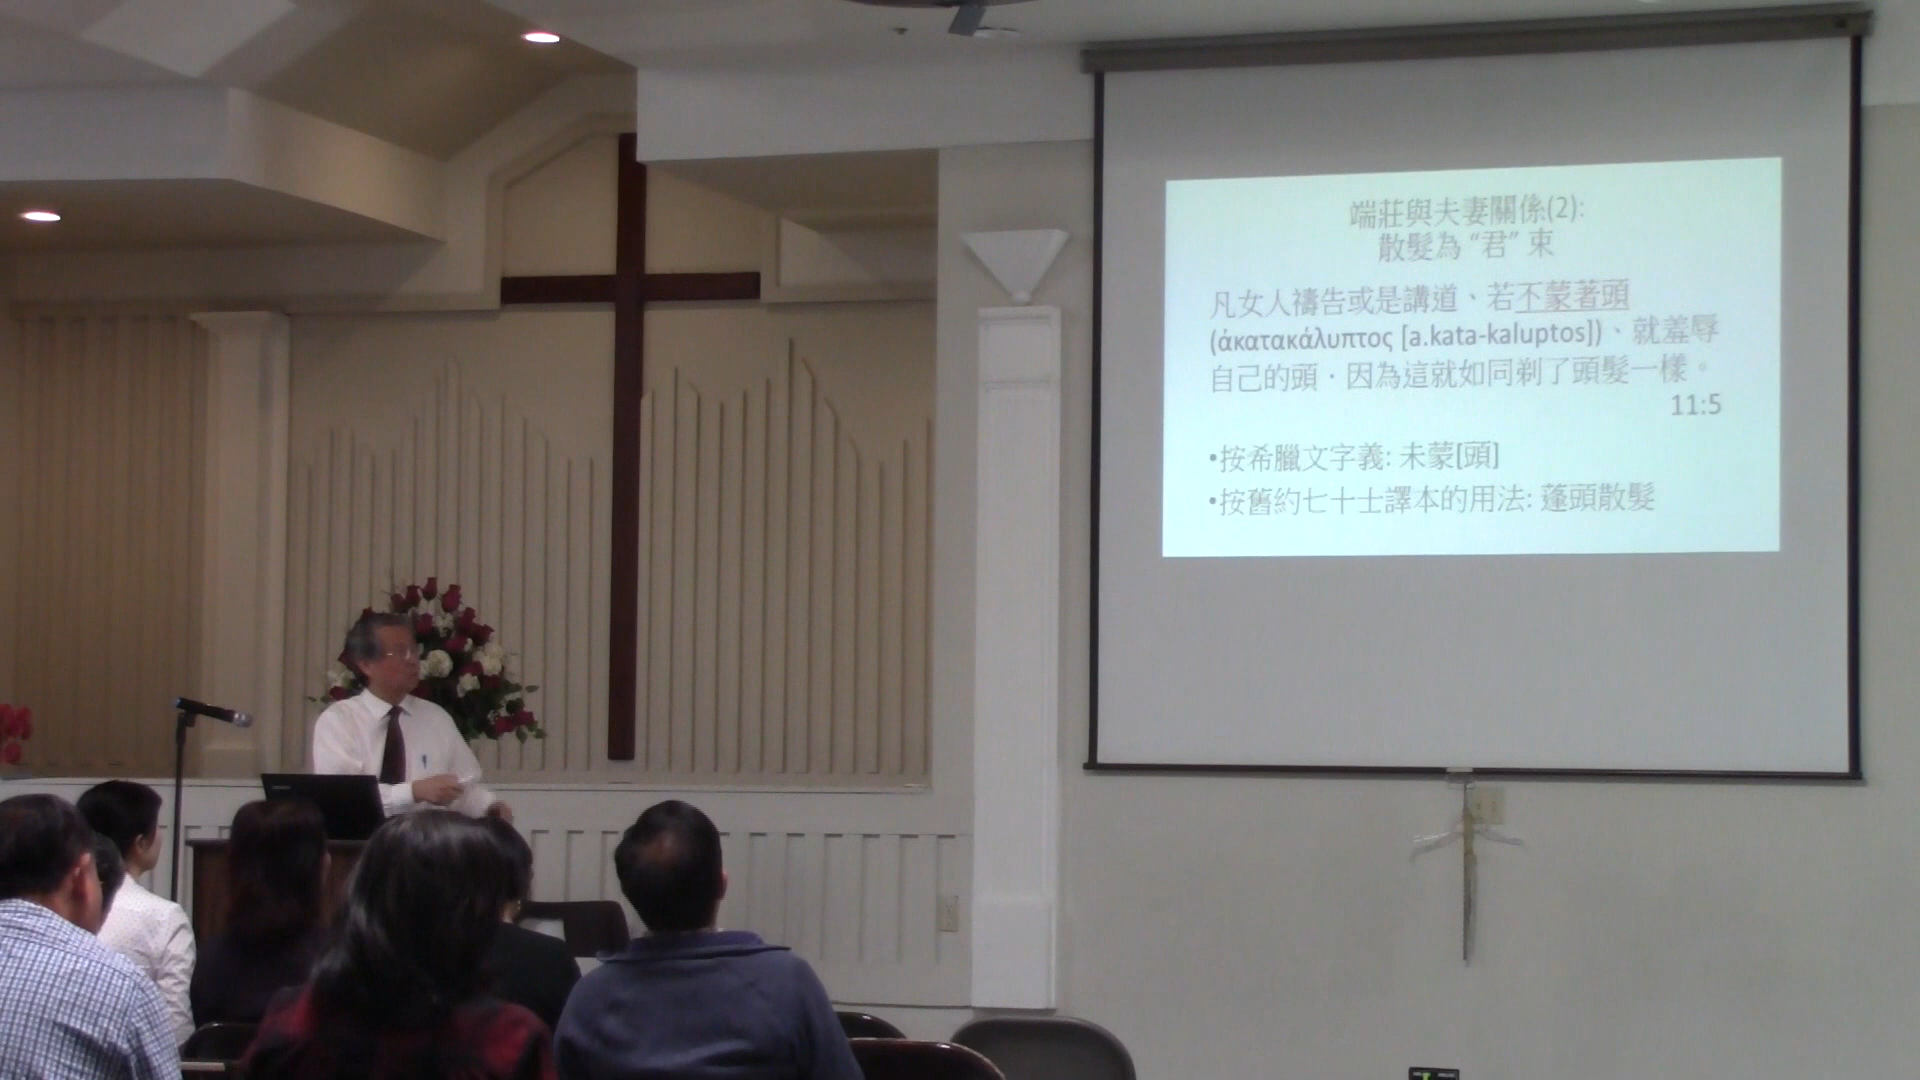 端莊與夫妻關係(2):
散髮為 “君” 束
凡女人禱告或是講道、若不蒙著頭
(ἀκατακάλυπτος [a.kata-kaluptos])、就羞辱
自己的頭．因為這就如同剃了頭髮一樣。
11:5
•按希臘文字義: 未蒙[頭]
•按舊約七十士譯本的用法: 蓬頭散髮